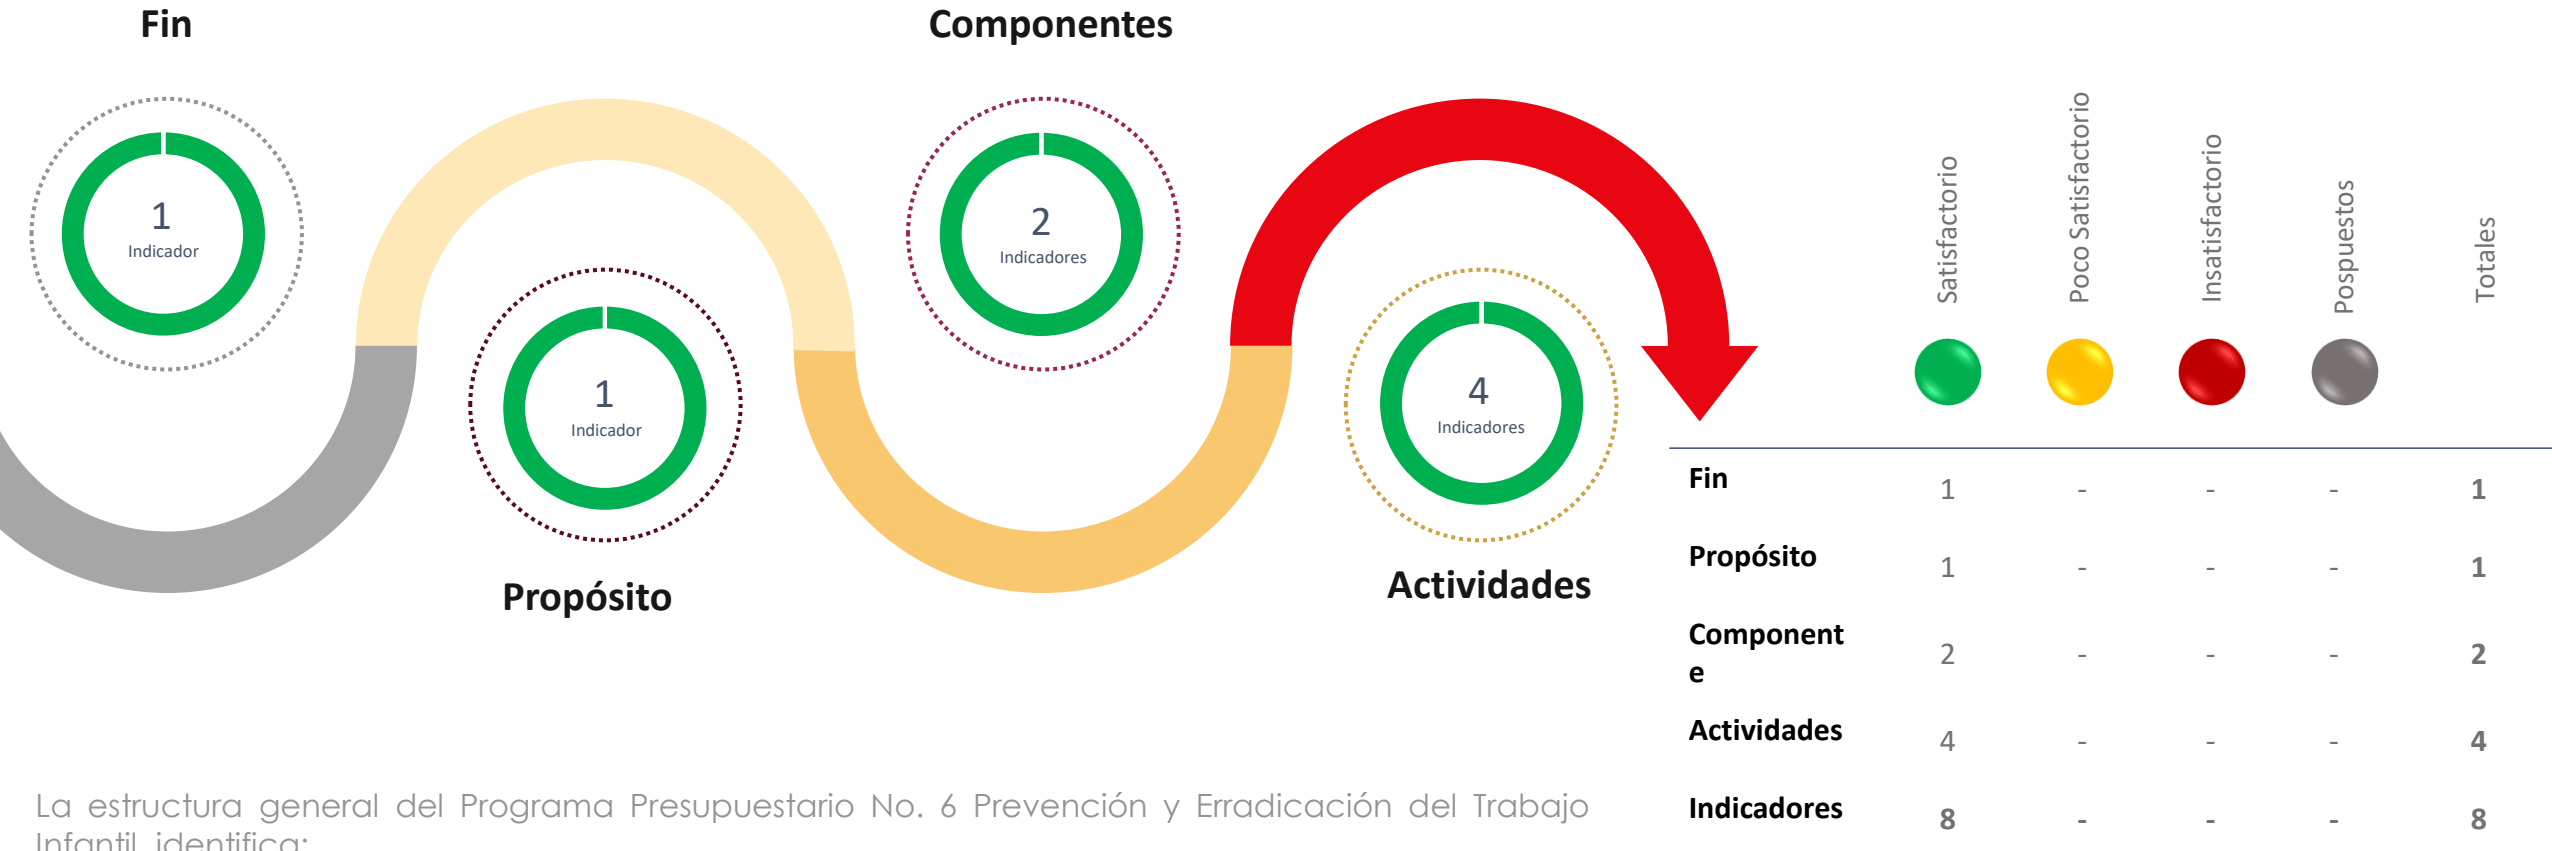 Fin
Componentes
1
Indicador
2
Indicadores
1
Indicador
4
Indicadores
Propósito
Actividades
Satisfactorio
Poco Satisfactorio
Insatisfactorio
Pospuestos
Totales
Fin 1 - - - 1
Propósito 1 - - - 1
Component
e 2 - - - 2
Actividades 4 - - - 4
Indicadores 8 - - - 8
La estructura general del Programa Presupuestario No. 6 Prevención y Erradicación del Trabajo
Infantil identifica: